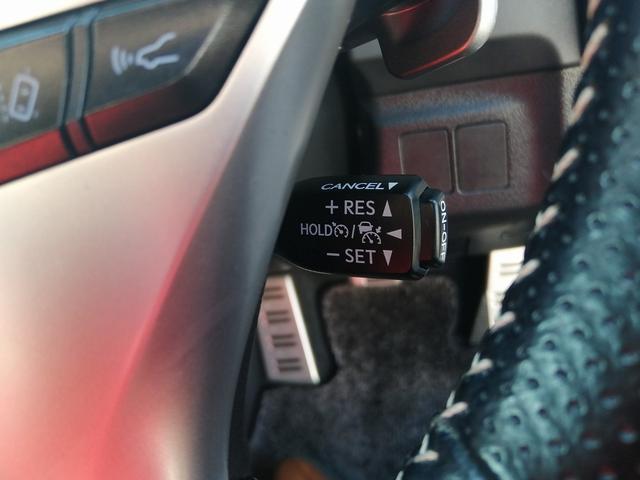 CANCEL▼
+ RES ▲
HOLD / ◀
− SET ▼
ON-OFF